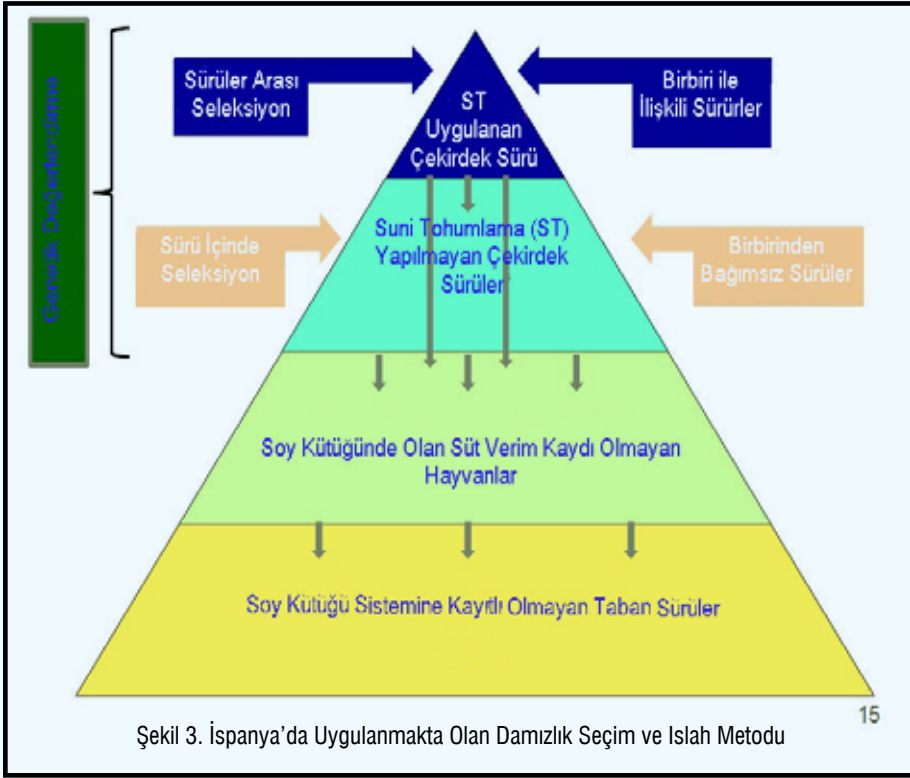 Genetik Değerlendirme
Sürüler Arası
Seleksiyon
Birbiri ile
İlişkili Sürürler
ST
Uygulanan
Çekirdek Sürü
Sürü İçinde
Seleksiyon
Suni Tohumlama (ST)
Yapılmayan Çekirdek
Sürüler
Birbirinden
Bağımsız Sürüler
Soy Kütüğünde Olan Süt Verim Kaydı Olmayan
Hayvanlar
Soy Kütüğü Sistemine Kayıtlı Olmayan Taban Sürüler
15
Şekil 3. İspanya’da Uygulanmakta Olan Damızlık Seçim ve Islah Metodu